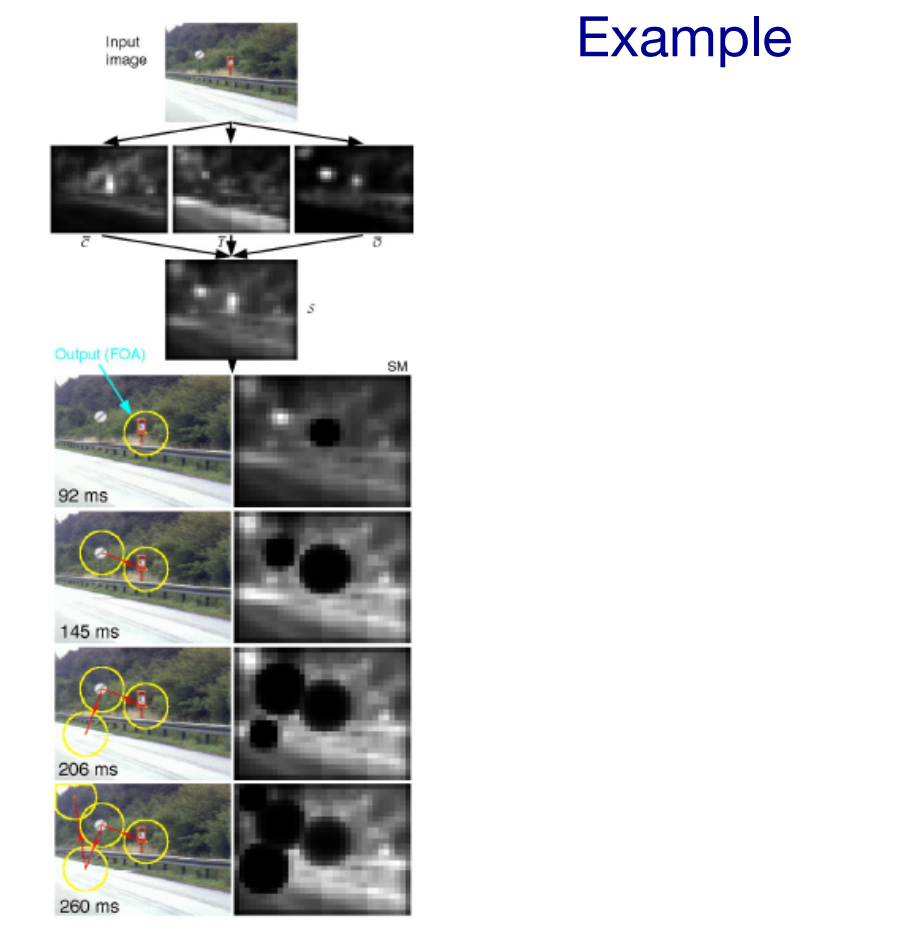 Example
Input
image
C̅ I̅ O̅
S
Output (FOA)
SM
92 ms
145 ms
206 ms
260 ms